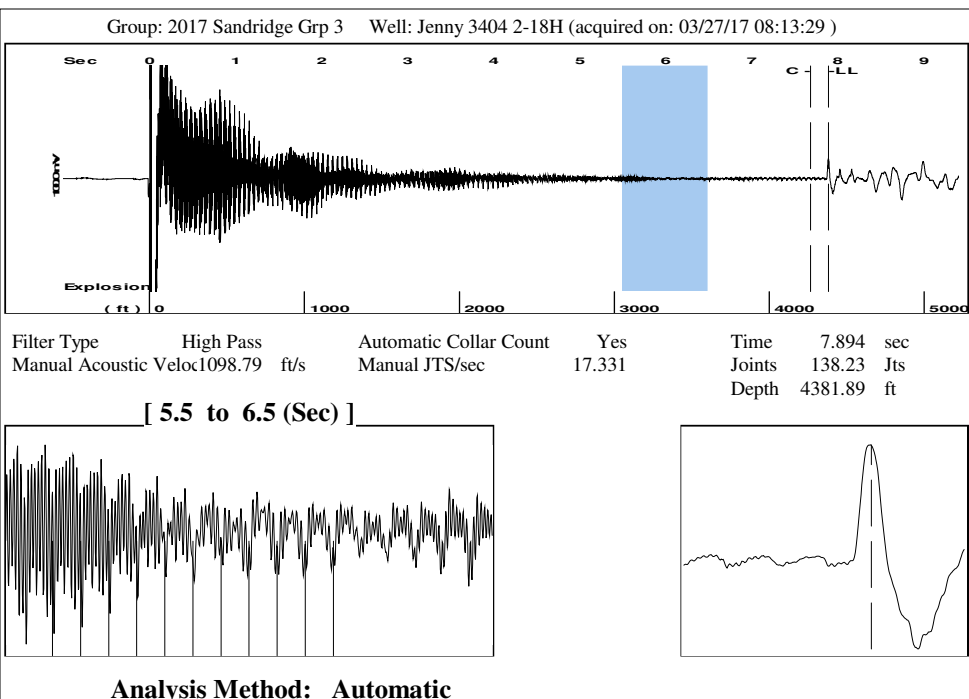 Group: 2017 Sandridge Grp 3 Well: Jenny 3404 2-18H (acquired on: 03/27/17 08:13:29 )
Sec 0 1 2 3 4 5 6 7 8 9
C LL
mV
Explosion
( ft ) 0 1000 2000 3000 4000 5000
Filter Type High Pass Automatic Collar Count Yes Time 7.894 sec
Manual Acoustic Veloc1098.79 ft/s Manual JTS/sec 17.331 Joints 138.23 Jts
Depth 4381.89 ft
[ 5.5 to 6.5 (Sec) ]
Analysis Method: Automatic